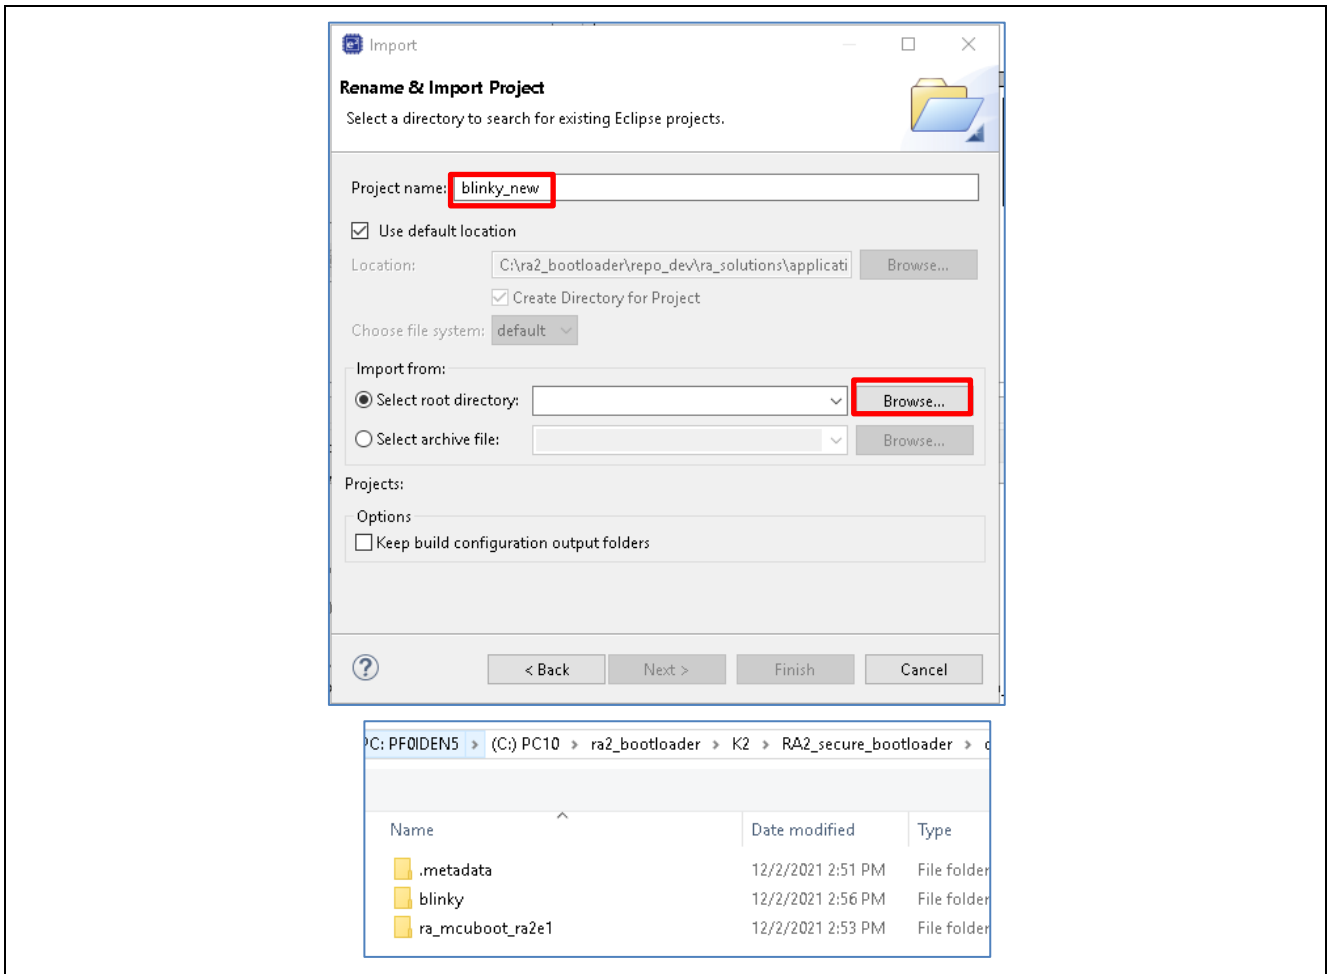 Import
Rename & Import Project
Select a directory to search for existing Eclipse projects.
Project name: blinky_new
Use default location
Location: C:\ra2_bootloader\repo_dev\ra_solutions\applicati Browse...
Create Directory for Project
Choose file system: default
Import from:
Select root directory: Browse...
Select archive file: Browse...
Projects:
Options
Keep build configuration output folders
? < Back Next > Finish Cancel
PC: PF0IDEN5 > (C:) PC10 > ra2_bootloader > K2 > RA2_secure_bootloader >
Name Date modified Type
.metadata 12/2/2021 2:51 PM File folder
blinky 12/2/2021 2:56 PM File folder
ra_mcuboot_ra2e1 12/2/2021 2:53 PM File folder